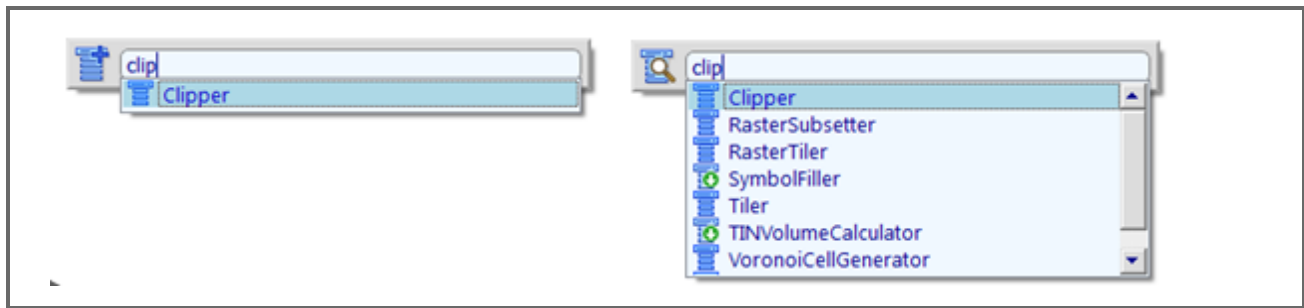 clip
Clipper
clip
Clipper
RasterSubsetter
RasterTiler
SymbolFiller
Tiler
TINVolumeCalculator
VoronoiCellGenerator